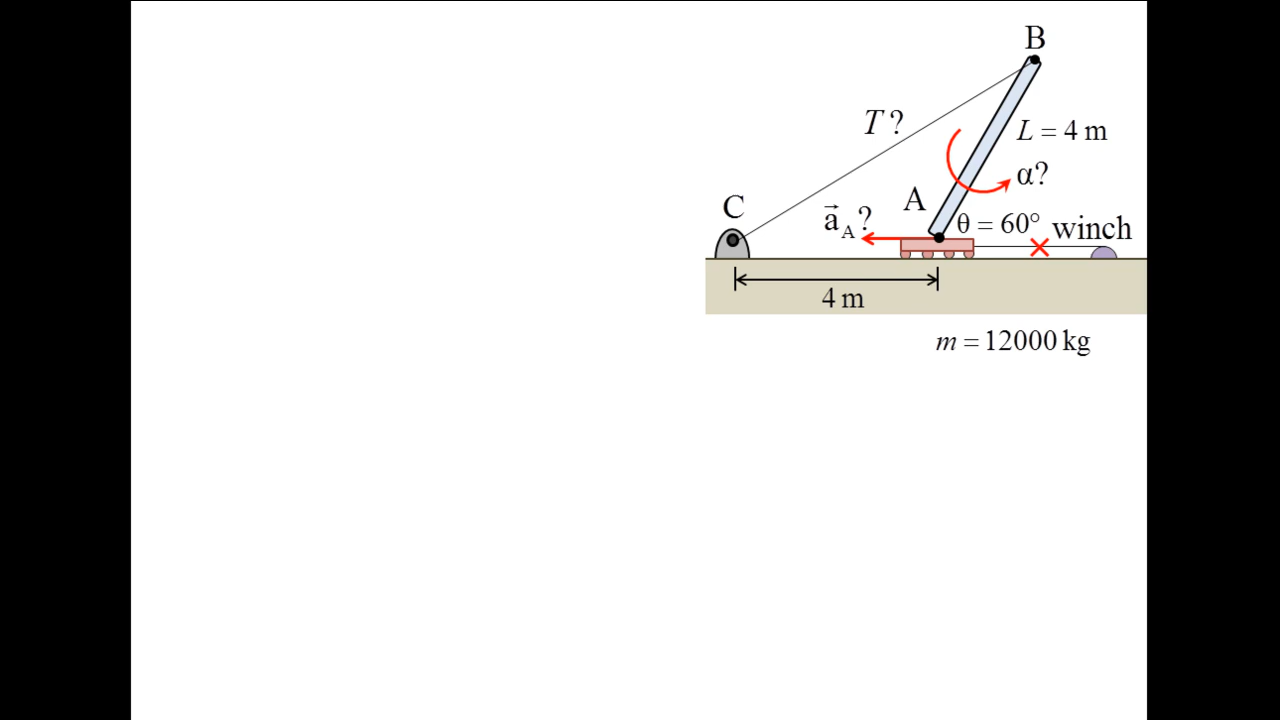 B
T ?
L = 4 m
α?
A
C
a⃗A ?
θ = 60°
winch
4 m
m = 12000 kg